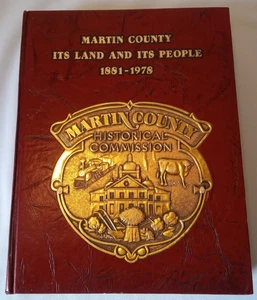 MARTIN COUNTY
ITS LAND AND ITS PEOPLE
1881-1978
MARTIN COUNTY
HISTORICAL
COMMISSION